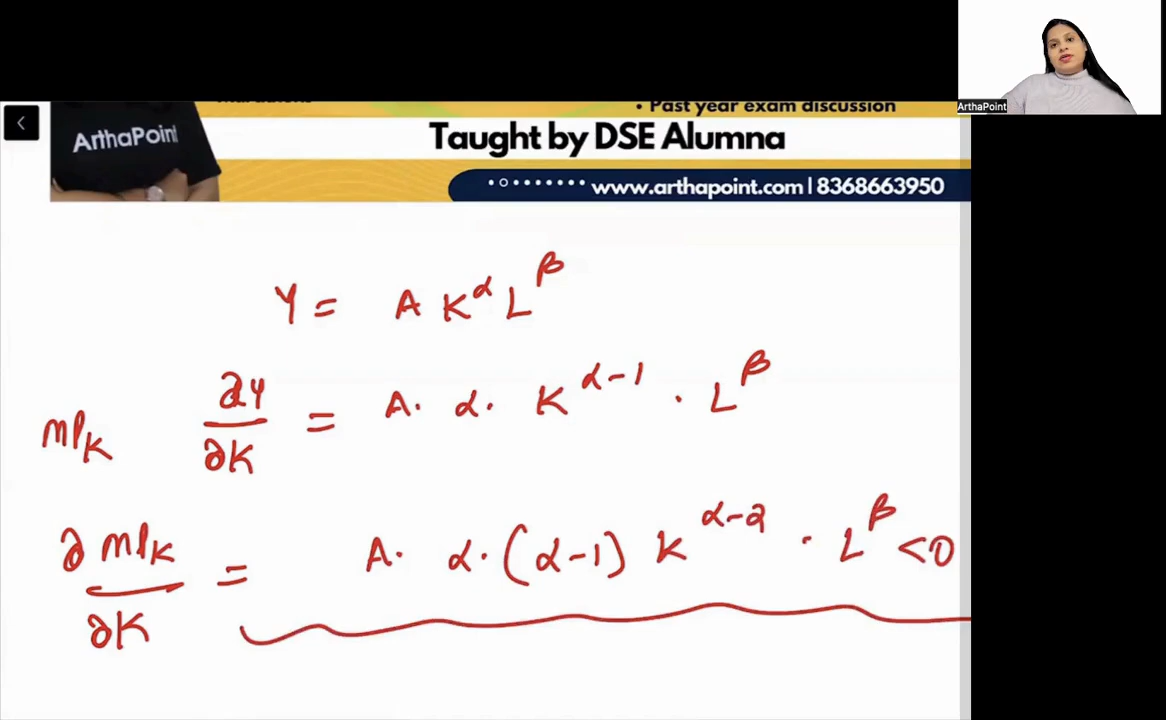 ArthaPoint
• Past year exam discussion
ArthaPoint
Taught by DSE Alumna
www.arthapoint.com | 8368663950
Y = A K^α L^β
MP_K ∂Y/∂K = A· α· K^(α-1) · L^β
∂MP_K/∂K = A· α·(α-1) K^(α-2) · L^β <0